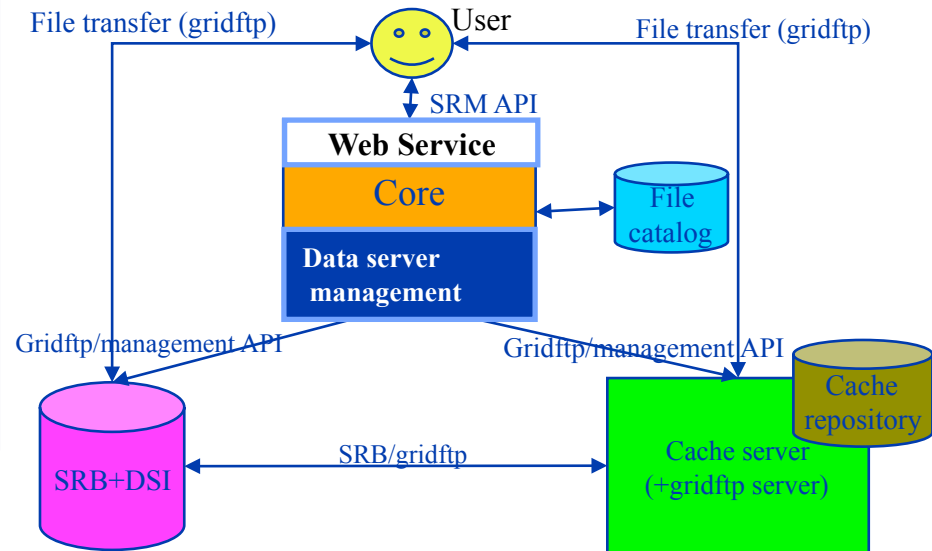 User
File transfer (gridftp)
File transfer (gridftp)
SRM API
Web Service
Core
File
catalog
Data server
management
Gridftp/management API
Gridftp/management API
Cache
repository
SRB/gridftp
SRB+DSI
Cache server
(+gridftp server)